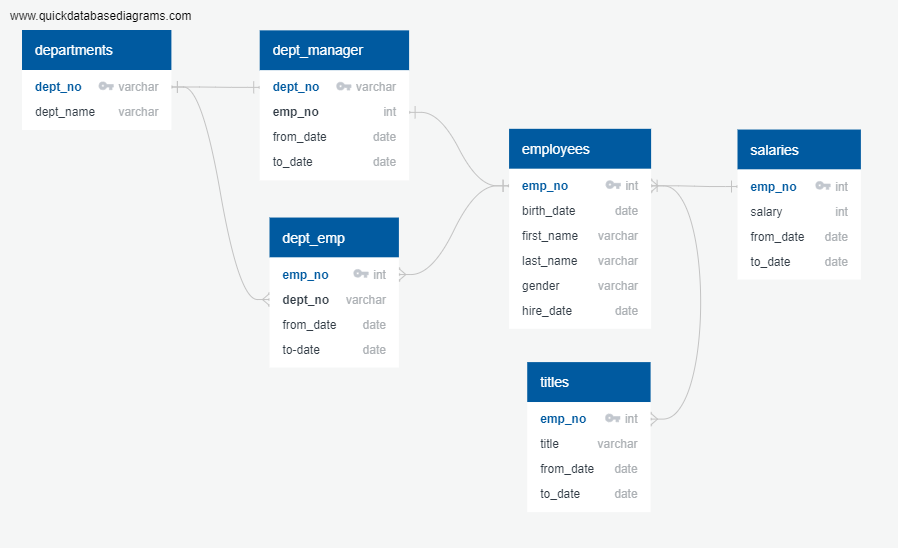 www.quickdatabasediagrams.com
departments
dept_no varchar
dept_name varchar
dept_manager
dept_no varchar
emp_no int
from_date date
to_date date
dept_emp
emp_no int
dept_no varchar
from_date date
to-date date
employees
emp_no int
birth_date date
first_name varchar
last_name varchar
gender varchar
hire_date date
salaries
emp_no int
salary int
from_date date
to_date date
titles
emp_no int
title varchar
from_date date
to_date date